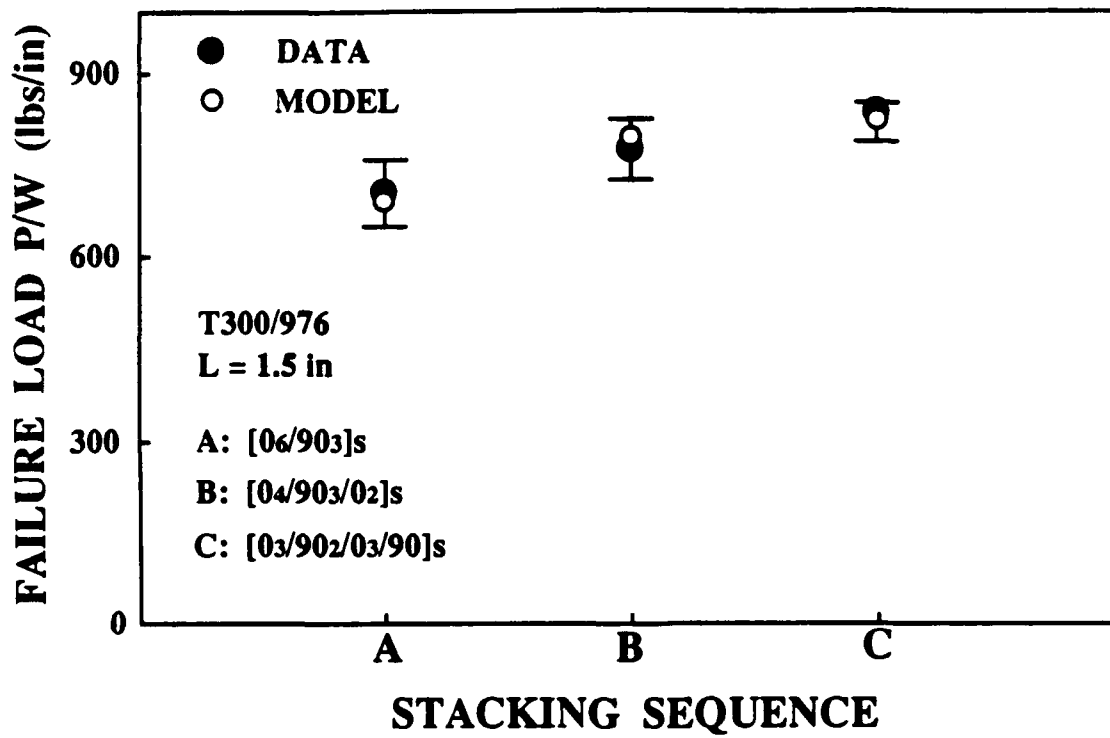 FAILURE LOAD P/W (lbs/in)
900
600
300
0
DATA
MODEL
T300/976
L = 1.5 in
A: [06/903]s
B: [04/903/02]s
C: [03/902/03/90]s
A
B
C
STACKING SEQUENCE